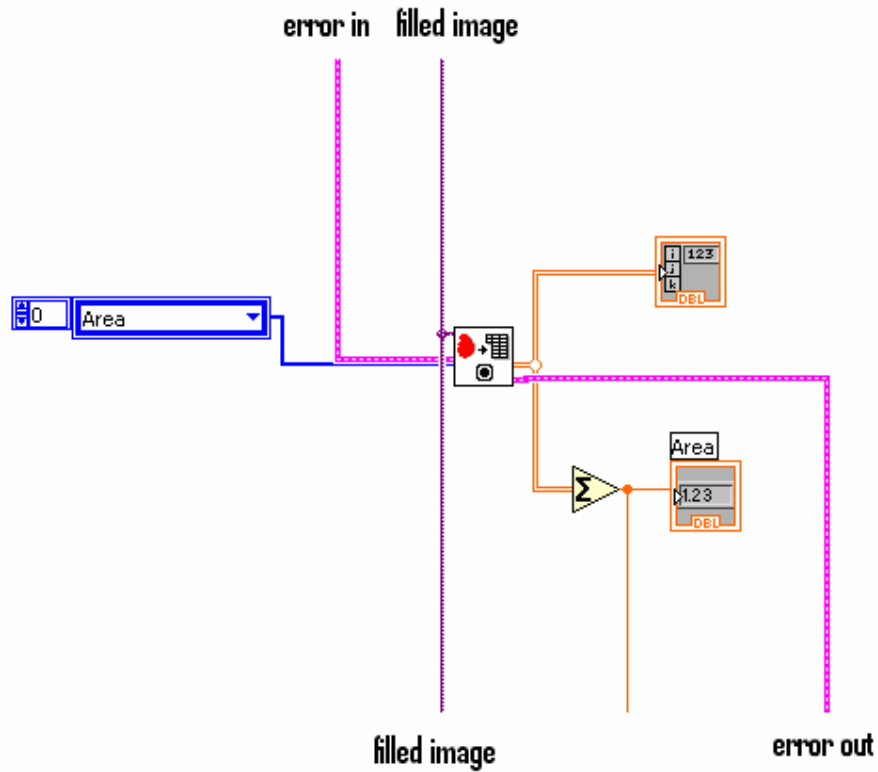 error in filled image
i 123
j
k
DBL
0 Area
Area
Σ
1.23
DBL
filled image error out